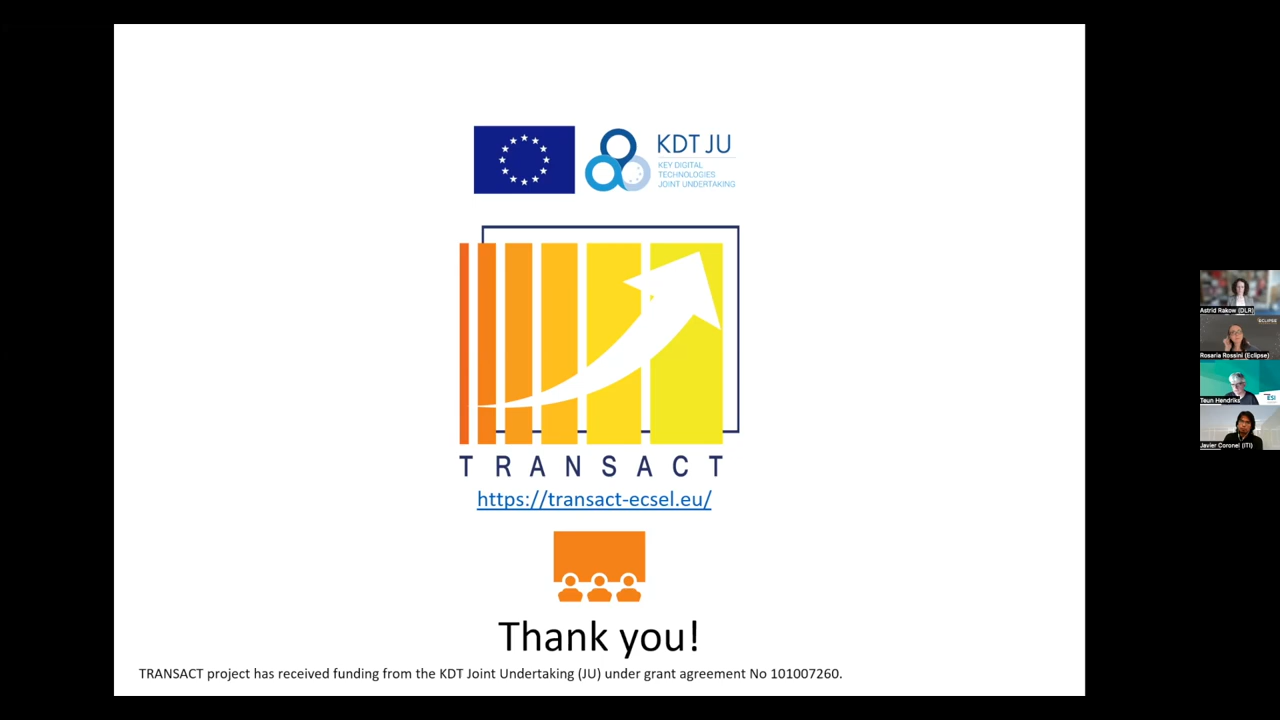 KDT JU
KEY DIGITAL
TECHNOLOGIES
JOINT UNDERTAKING
TRANSACT
https://transact-ecsel.eu/
Thank you!
TRANSACT project has received funding from the KDT Joint Undertaking (JU) under grant agreement No 101007260.
Astrid Rakow (DLR)
ECLIPSE
Rosaria Rossini (Eclipse)
Teun Hendriks
ESI
Javier Coronel (ITI)